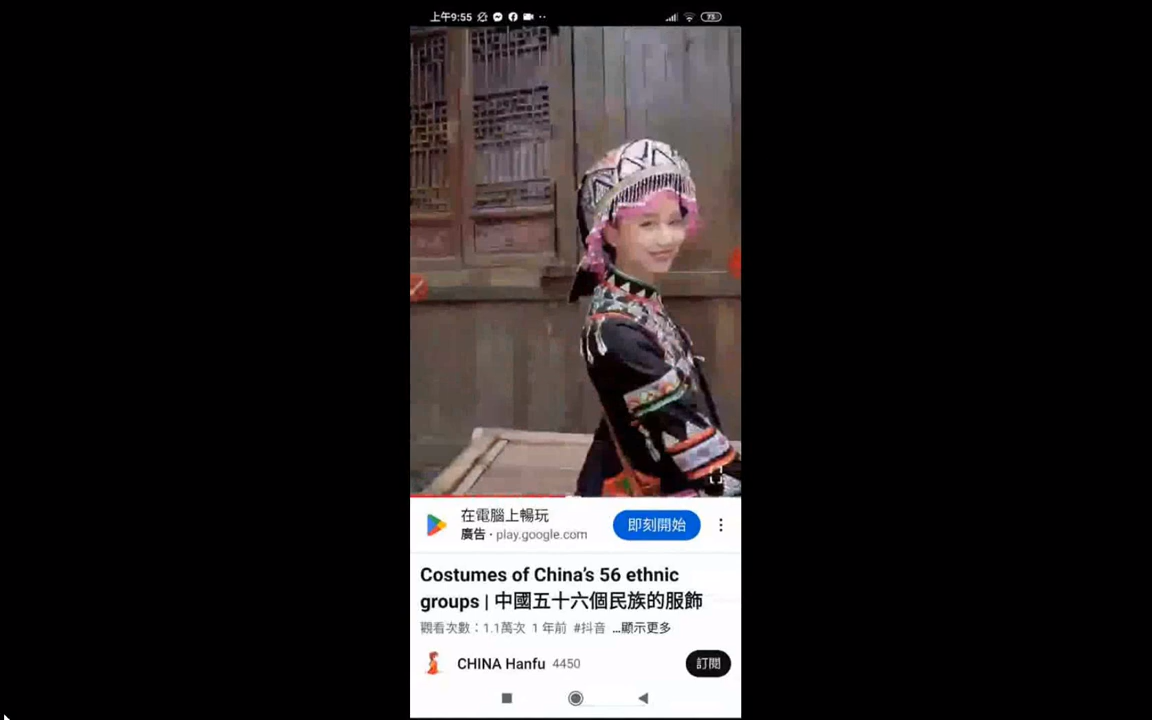 上午9:55
73
在電腦上暢玩
廣告 · play.google.com
即刻開始
Costumes of China's 56 ethnic
groups | 中國五十六個民族的服飾
觀看次數：1.1萬次 1 年前 #抖音 ...顯示更多
CHINA Hanfu 4450
訂閱